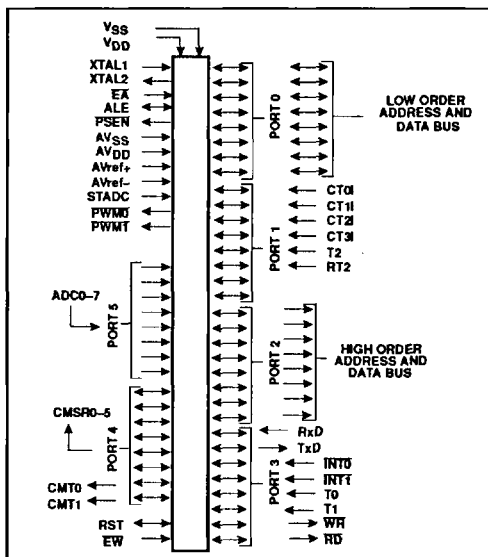 VSS
VDD
XTAL1
XTAL2
EA
ALE
PSEN
AVSS
AVDD
AVref+
AVref-
STADC
PWM0
PWM1
ADC0-7
PORT 5
CMSR0-5
PORT 4
CMT0
CMT1
RST
EW
PORT 0
LOW ORDER
ADDRESS AND
DATA BUS
PORT 1
CT0I
CT1I
CT2I
CT3I
T2
RT2
PORT 2
HIGH ORDER
ADDRESS AND
DATA BUS
PORT 3
RxD
TxD
INT0
INT1
T0
T1
WR
RD